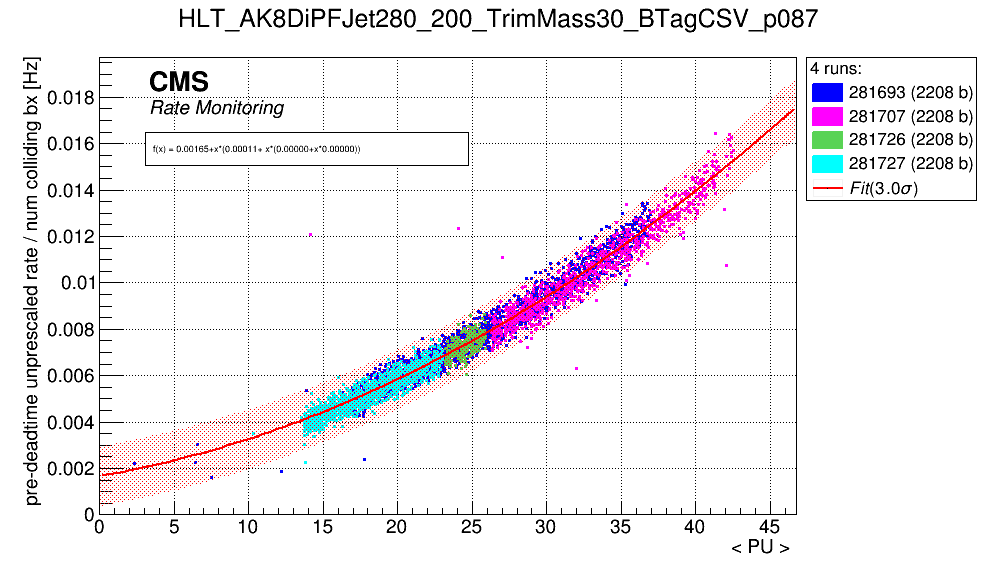 HLT_AK8DiPFJet280_200_TrimMass30_BTagCSV_p087
pre-deadtime unprescaled rate / num colliding bx [Hz]
CMS
Rate Monitoring
f(x) = 0.00165+x*(0.00011+ x*(0.00000+x*0.00000))
4 runs:
281693 (2208 b)
281707 (2208 b)
281726 (2208 b)
281727 (2208 b)
Fit(3.0σ)
0.018
0.016
0.014
0.012
0.01
0.008
0.006
0.004
0.002
0
0 5 10 15 20 25 30 35 40 45
< PU >